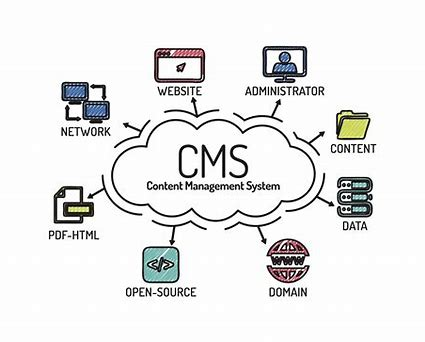 WEBSITE
ADMINISTRATOR
NETWORK
CONTENT
CMS
Content Management System
DATA
PDF-HTML
WWW
</>
OPEN-SOURCE
DOMAIN